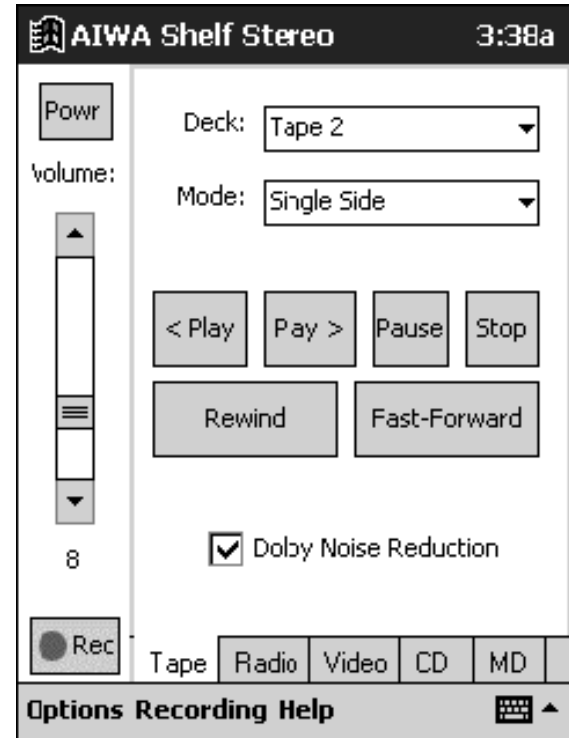 AIWA Shelf Stereo 3:38a
Powr
Volume:
8
Rec
Deck: Tape 2
Mode: Single Side
< Play Pay > Pause Stop
Rewind Fast-Forward
Dolby Noise Reduction
Tape Radio Video CD MD
Options Recording Help